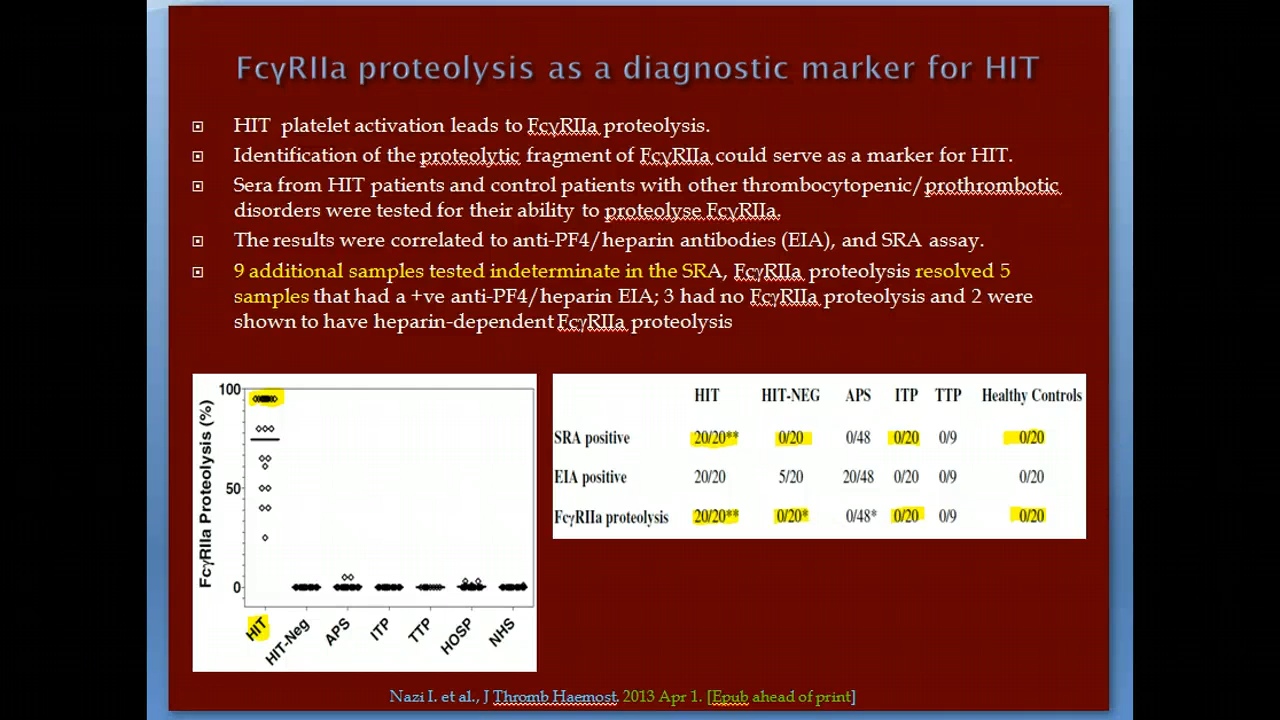 FcγRIIa proteolysis as a diagnostic marker for HIT
HIT platelet activation leads to FcγRIIa proteolysis.
Identification of the proteolytic fragment of FcγRIIa could serve as a marker for HIT.
Sera from HIT patients and control patients with other thrombocytopenic/prothrombotic
disorders were tested for their ability to proteolyse FcγRIIa.
The results were correlated to anti-PF4/heparin antibodies (EIA), and SRA assay.
9 additional samples tested indeterminate in the SRA, FcγRIIa proteolysis resolved 5
samples that had a +ve anti-PF4/heparin EIA; 3 had no FcγRIIa proteolysis and 2 were
shown to have heparin-dependent FcγRIIa proteolysis
FcγRIIa Proteolysis (%)
100
50
0
HIT
HIT-Neg
APS
ITP
TTP
HOSP
NHS
HIT HIT-NEG APS ITP TTP Healthy Controls
SRA positive 20/20** 0/20 0/48 0/20 0/9 0/20
EIA positive 20/20 5/20 20/48 0/20 0/9 0/20
FcγRIIa proteolysis 20/20** 0/20* 0/48* 0/20 0/9 0/20
Nazi I. et al., J Thromb Haemost. 2013 Apr 1. [Epub ahead of print]